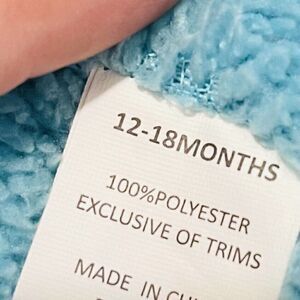 12-18MONTHS
100%POLYESTER
EXCLUSIVE OF TRIMS
MADE IN